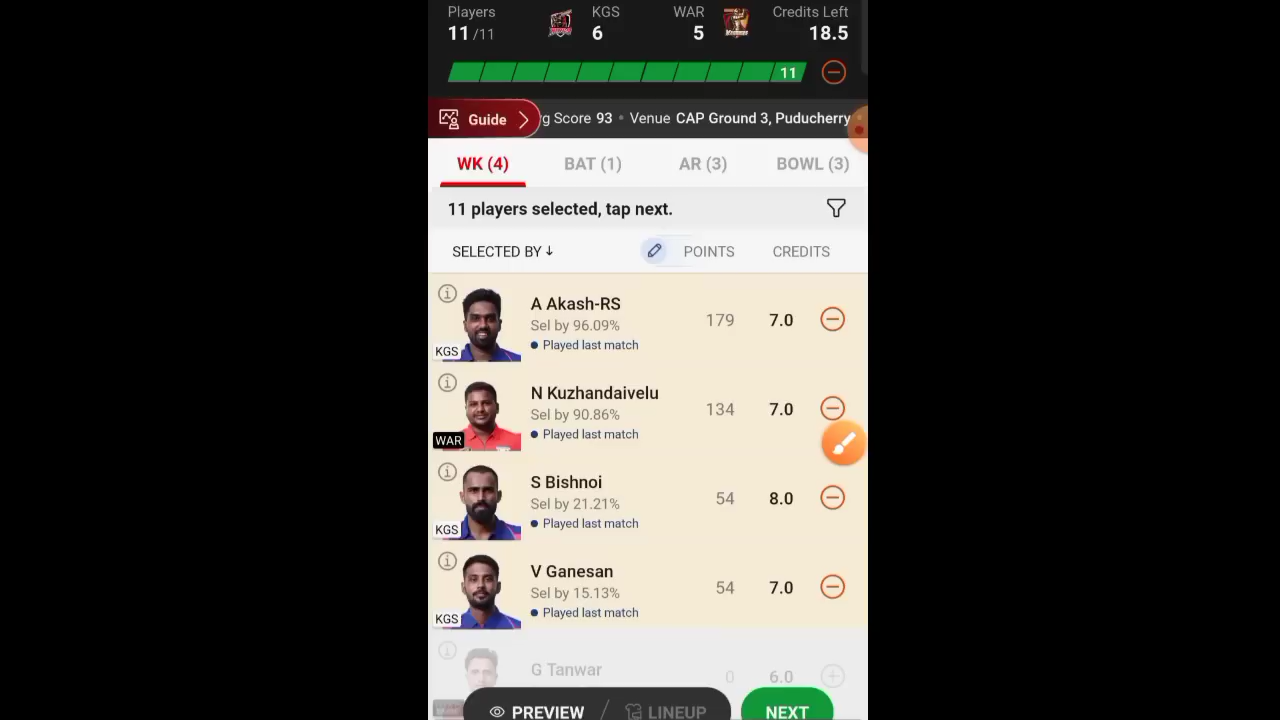 Players KGS WAR Credits Left
11/11 6 5 18.5
11
Guide g Score 93 • Venue CAP Ground 3, Puducherry
WK (4) BAT (1) AR (3) BOWL (3)
11 players selected, tap next.
SELECTED BY ↓ POINTS CREDITS
A Akash-RS
Sel by 96.09% 179 7.0
Played last match
KGS
N Kuzhandaivelu
Sel by 90.86% 134 7.0
Played last match
WAR
S Bishnoi
Sel by 21.21% 54 8.0
Played last match
KGS
V Ganesan
Sel by 15.13% 54 7.0
Played last match
KGS
G Tanwar
0 6.0
PREVIEW / LINEUP NEXT